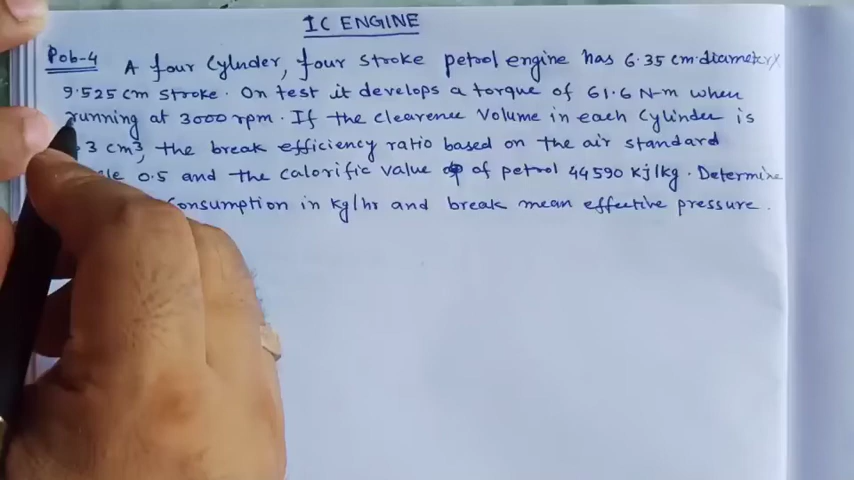 IC ENGINE
Pob-4 A four Cylinder, four stroke petrol engine has 6.35 cm diameter x
9.525 cm stroke. On test it develops a torque of 61.6 N-m when
running at 3000 rpm. If the clearence volume in each Cylinder is
3 cm³, the break efficiency ratio based on the air standard
0.5 and the calorific value of petrol 44590 kj/kg. Determine
Consumption in kg/hr and break mean effective pressure.